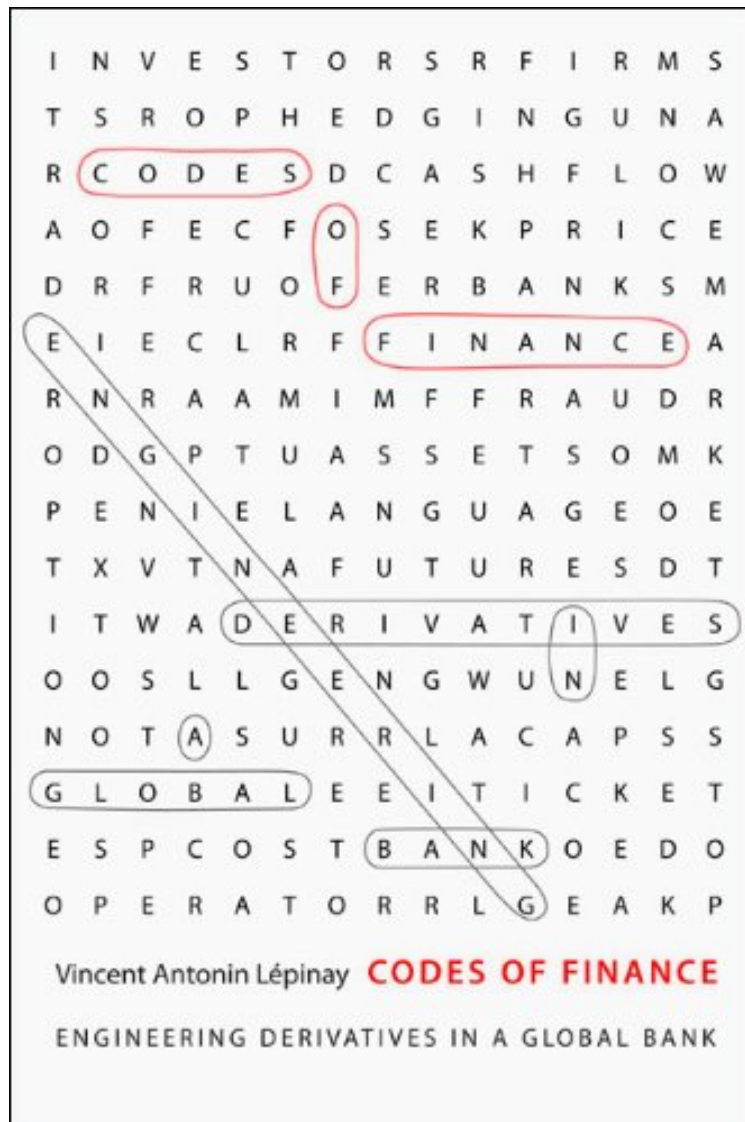 I N V E S T O R S R F I R M S
T S R O P H E D G I N G U N A
R C O D E S D C A S H F L O W
A O F E C F O S E K P R I C E
D R F R U O F E R B A N K S M
E I E C L R F F I N A N C E A
R N R A A M I M F F R A U D R
O D G P T U A S S E T S O M K
P E N I E L A N G U A G E O E
T X V T N A F U T U R E S D T
I T W A D E R I V A T I V E S
O O S L L G E N G W U N E L G
N O T A S U R R L A C A P S S
G L O B A L E E I T I C K E T
E S P C O S T B A N K O E D O
O P E R A T O R R L G E A K P
Vincent Antonin Lépinay CODES OF FINANCE
ENGINEERING DERIVATIVES IN A GLOBAL BANK